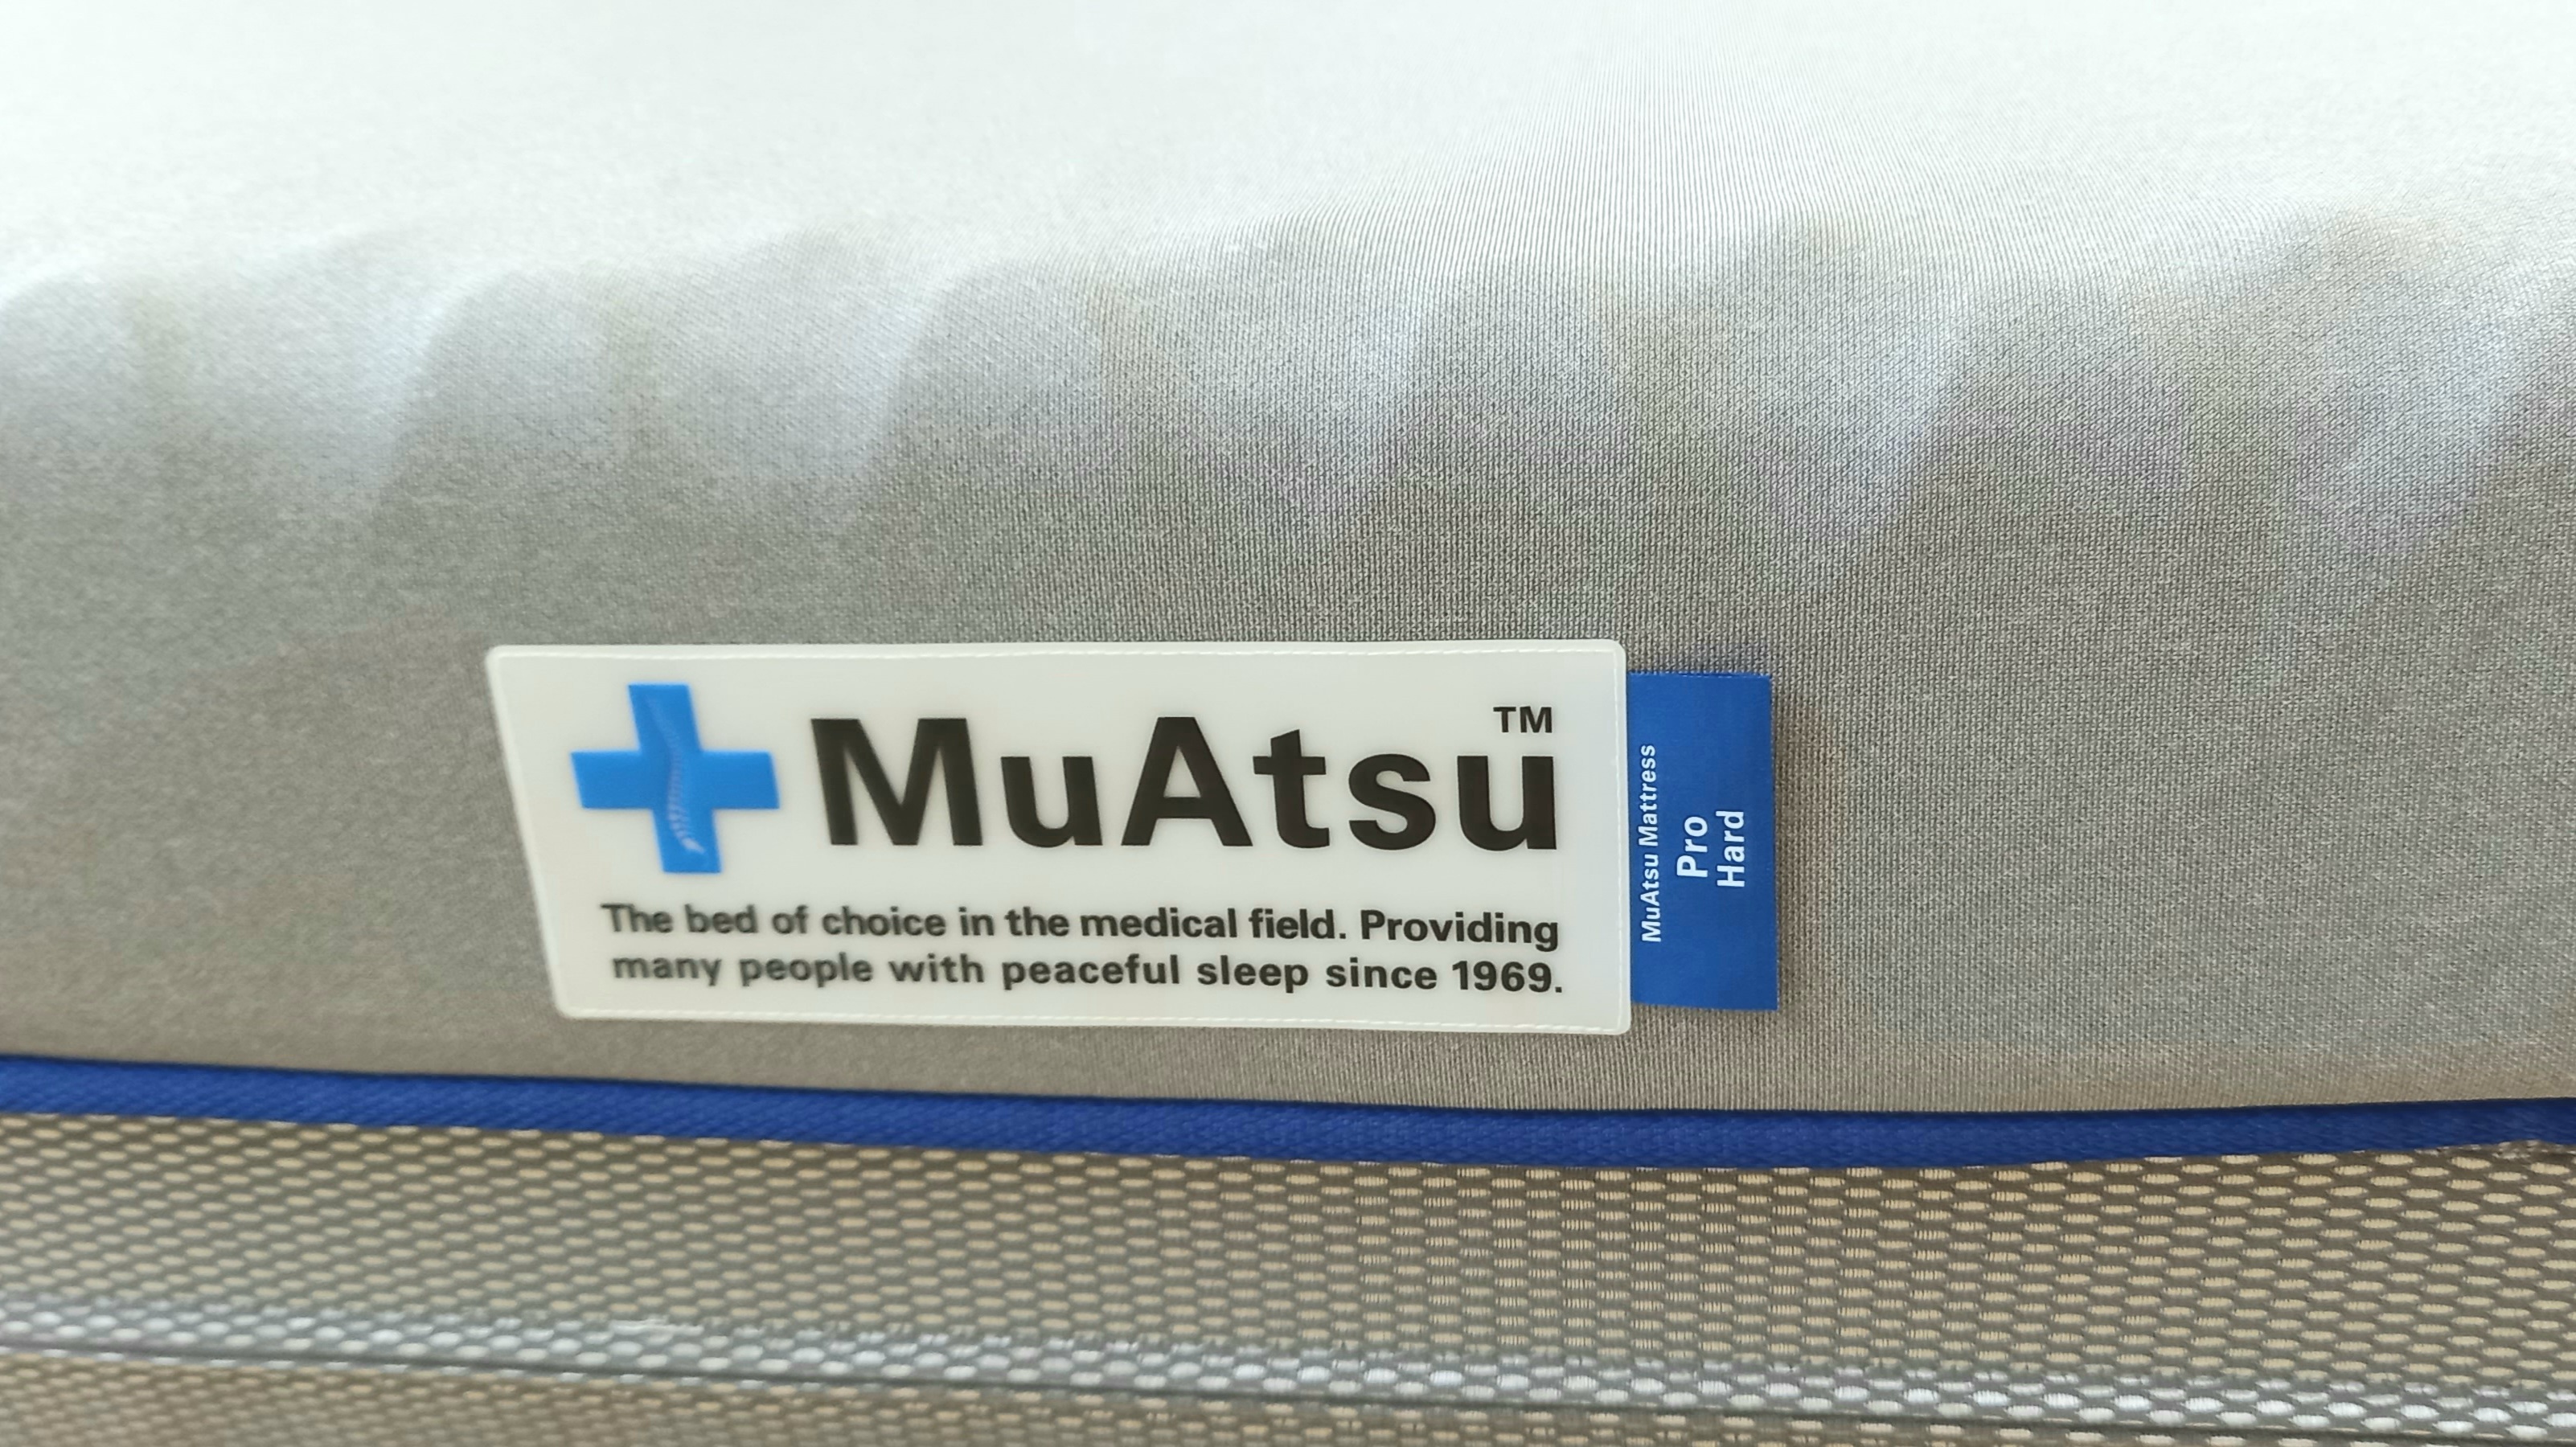 MuAtsu™
The bed of choice in the medical field. Providing
many people with peaceful sleep since 1969.
MuAtsu Mattress
Pro
Hard